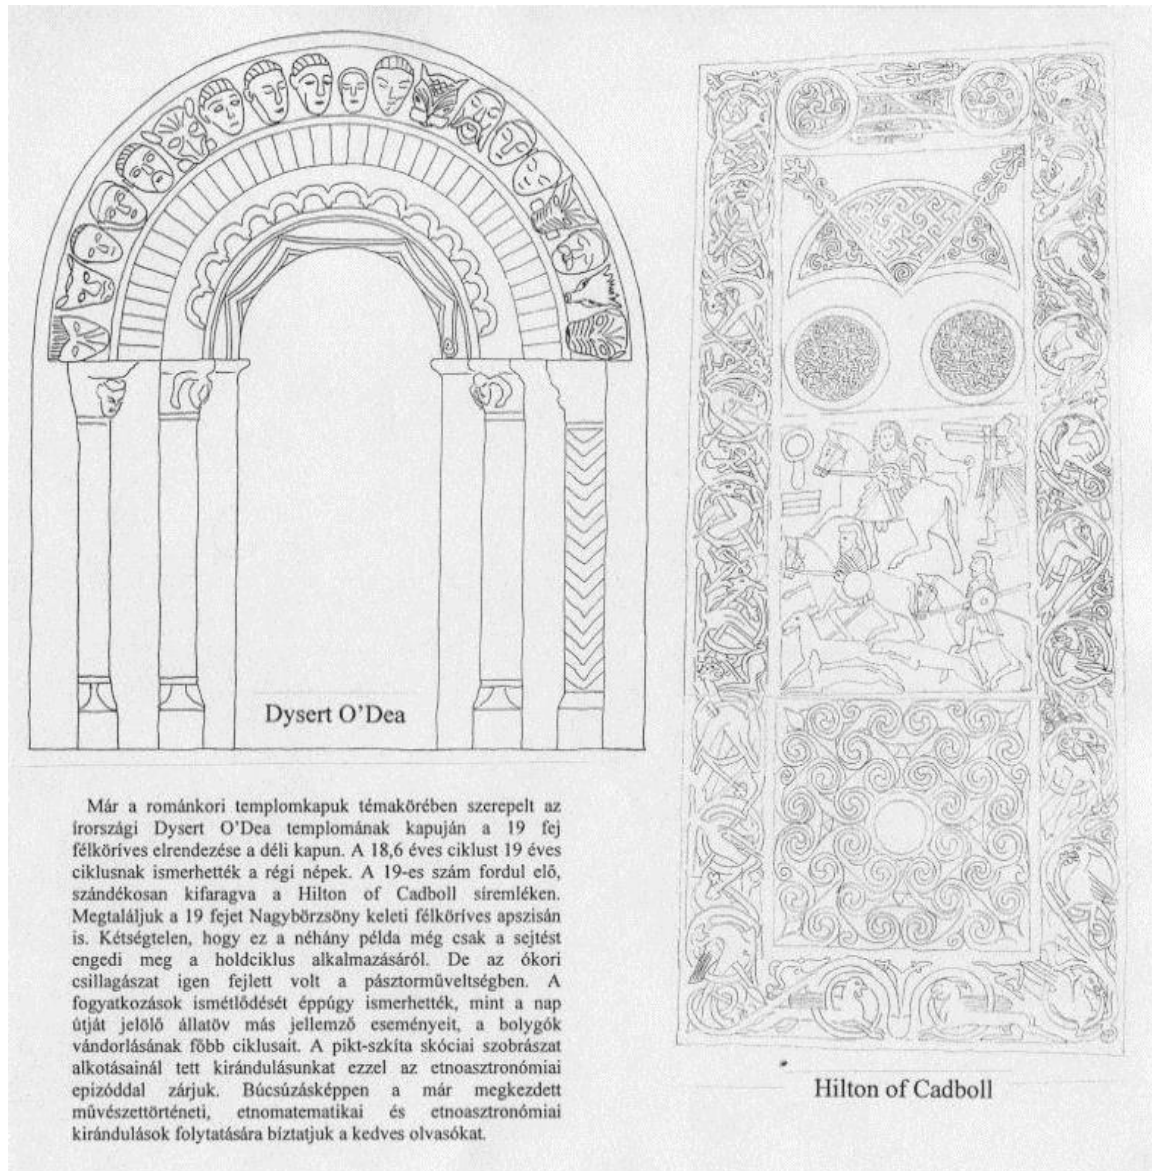 Dysert O'Dea
Már a románkori templomkapuk témakörében szerepelt az
írországi Dysert O'Dea templomának kapuján a 19 fej
félköríves elrendezése a déli kapun. A 18,6 éves ciklust 19 éves
ciklusnak ismerhették a régi népek. A 19-es szám fordul elő,
szándékosan kifaragva a Hilton of Cadboll síremléken.
Megtaláljuk a 19 fejet Nagybörzsöny keleti félköríves apszisán
is. Kétségtelen, hogy ez a néhány példa még csak a sejtést
engedi meg a holdciklus alkalmazásáról. De az ókori
csillagászat igen fejlett volt a pásztorműveltségben. A
fogyatkozások ismétlődését éppúgy ismerhették, mint a nap
útját jelölő állatöv más jellemző eseményeit, a bolygók
vándorlásának főbb ciklusait. A pikt-szkíta skóciai szobrászat
alkotásainál tett kirándulásunkat ezzel az etnoasztronómiai
epizóddal zárjuk. Búcsúzásképpen a már megkezdett
művészettörténeti, etnomatematikai és etnoasztronómiai
kirándulások folytatására bíztatjuk a kedves olvasókat.
Hilton of Cadboll